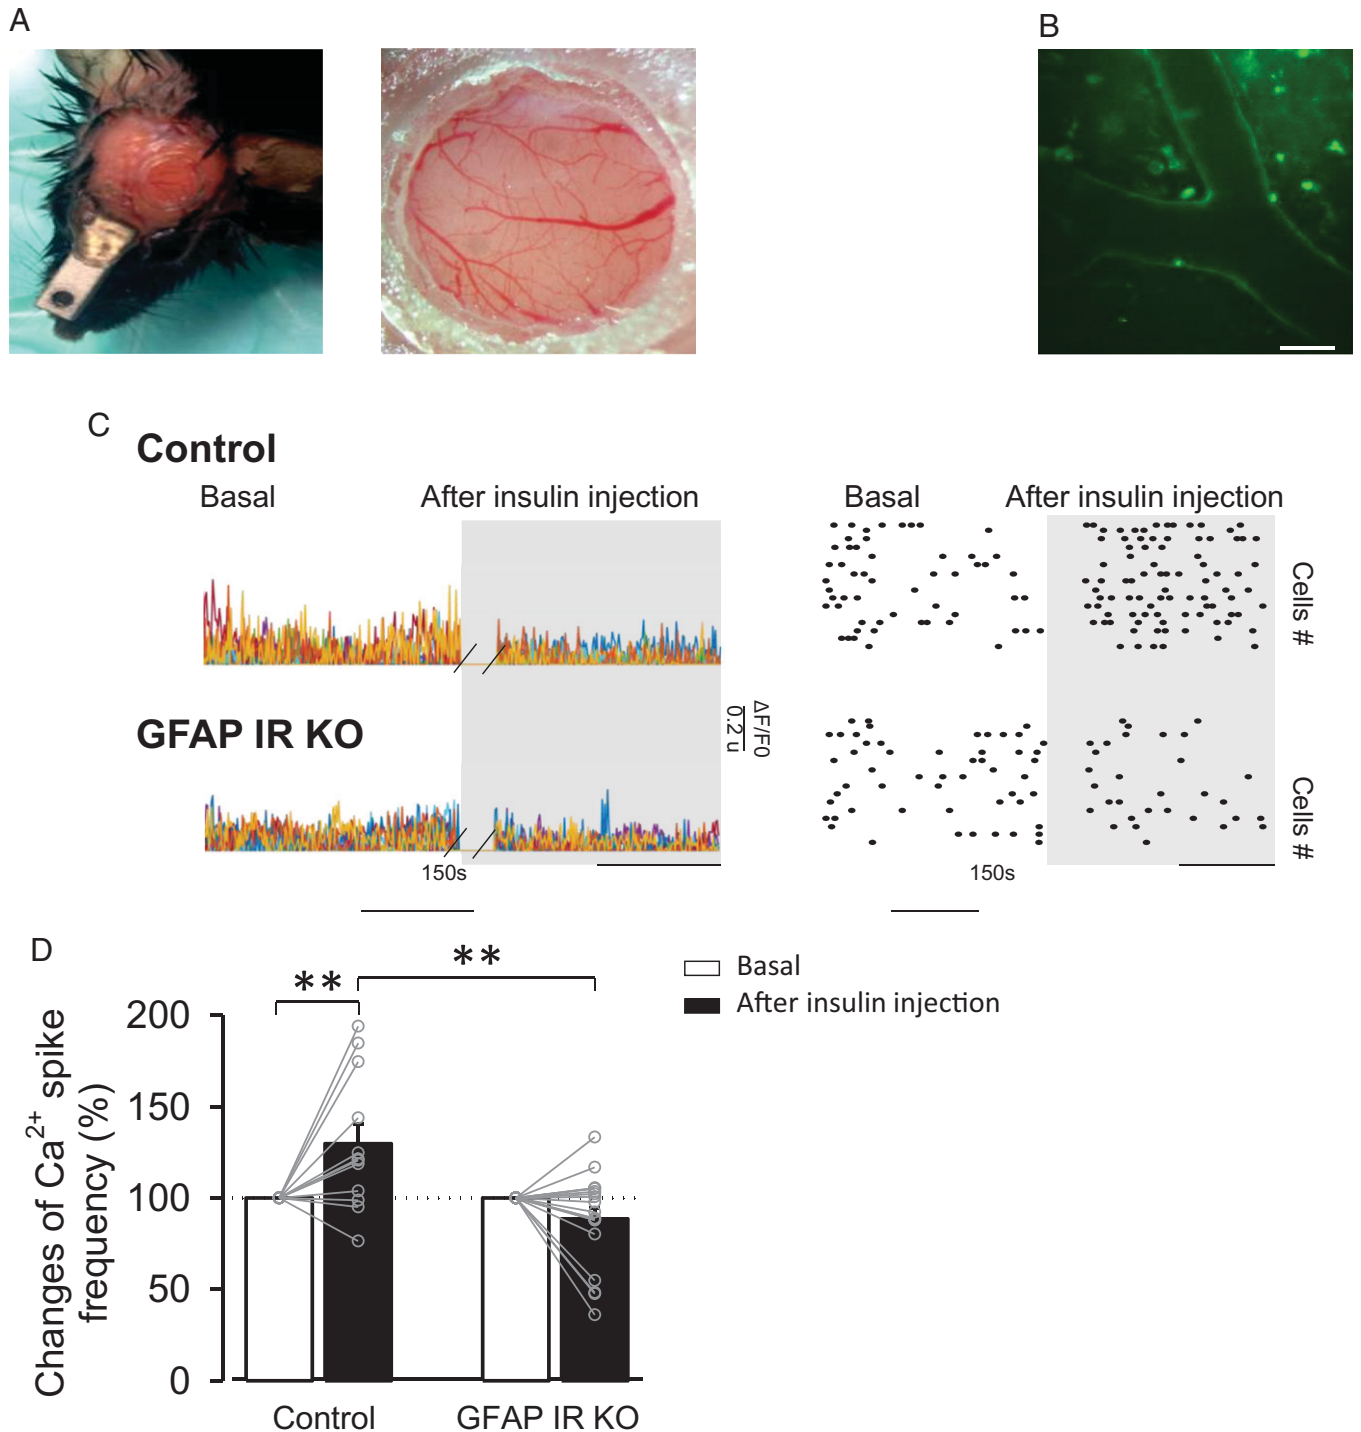 A
B
C
Control
Basal
After insulin injection
Basal
After insulin injection
Cells #
GFAP IR KO
ΔF/F0
0.2 u
Cells #
150s
150s
D
**
**
Basal
After insulin injection
Changes of Ca2+ spike
frequency (%)
200
150
100
50
0
Control
GFAP IR KO